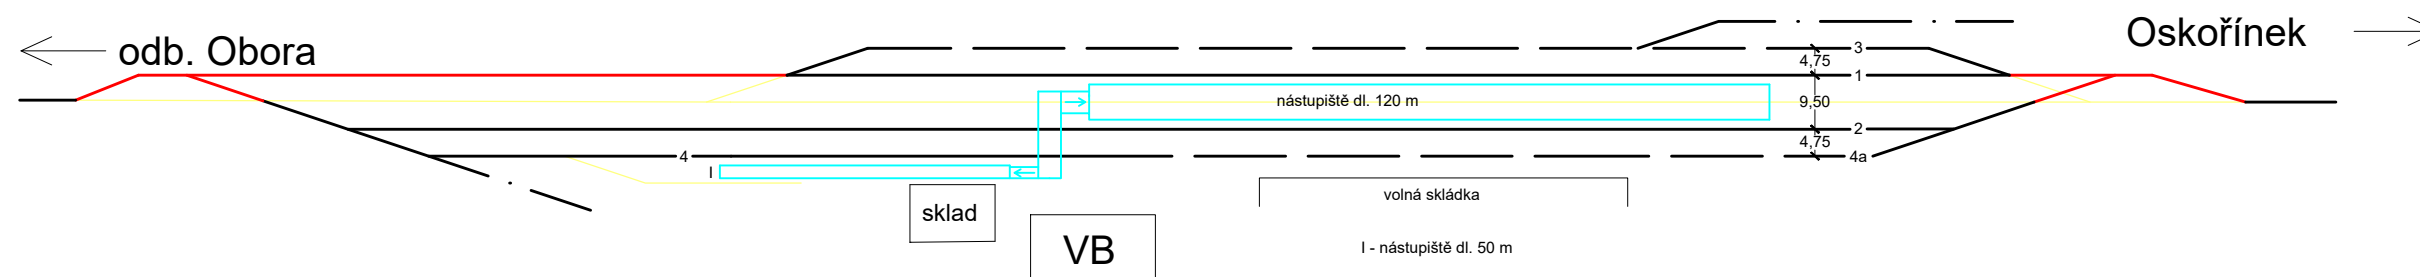 odb. Obora
Oskořínek
3
4,75
1
nástupiště dl. 120 m
9,50
2
4,75
4
4a
I
volná skládka
sklad
VB
I - nástupiště dl. 50 m